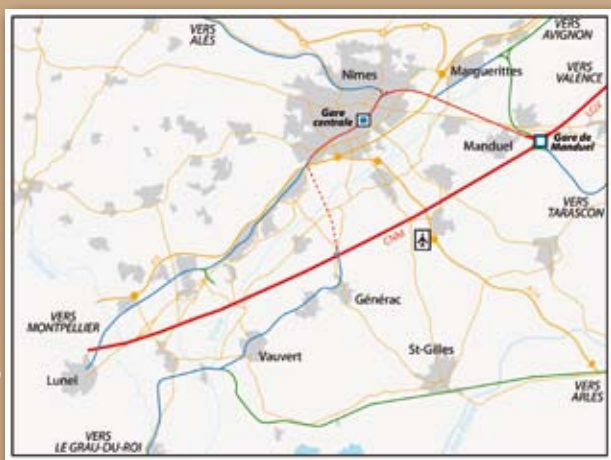 VERS
ALÈS
VERS
AVIGNON
Nîmes
Marguerittes
VERS
VALENCE
LGV
Gare
centrale
Manduel
Gare de
Manduel
VERS
TARASCON
CNM
VERS
MONTPELLIER
Générac
Vauvert
St-Gilles
Lunel
VERS
ARLES
VERS
LE GRAU-DU-ROI